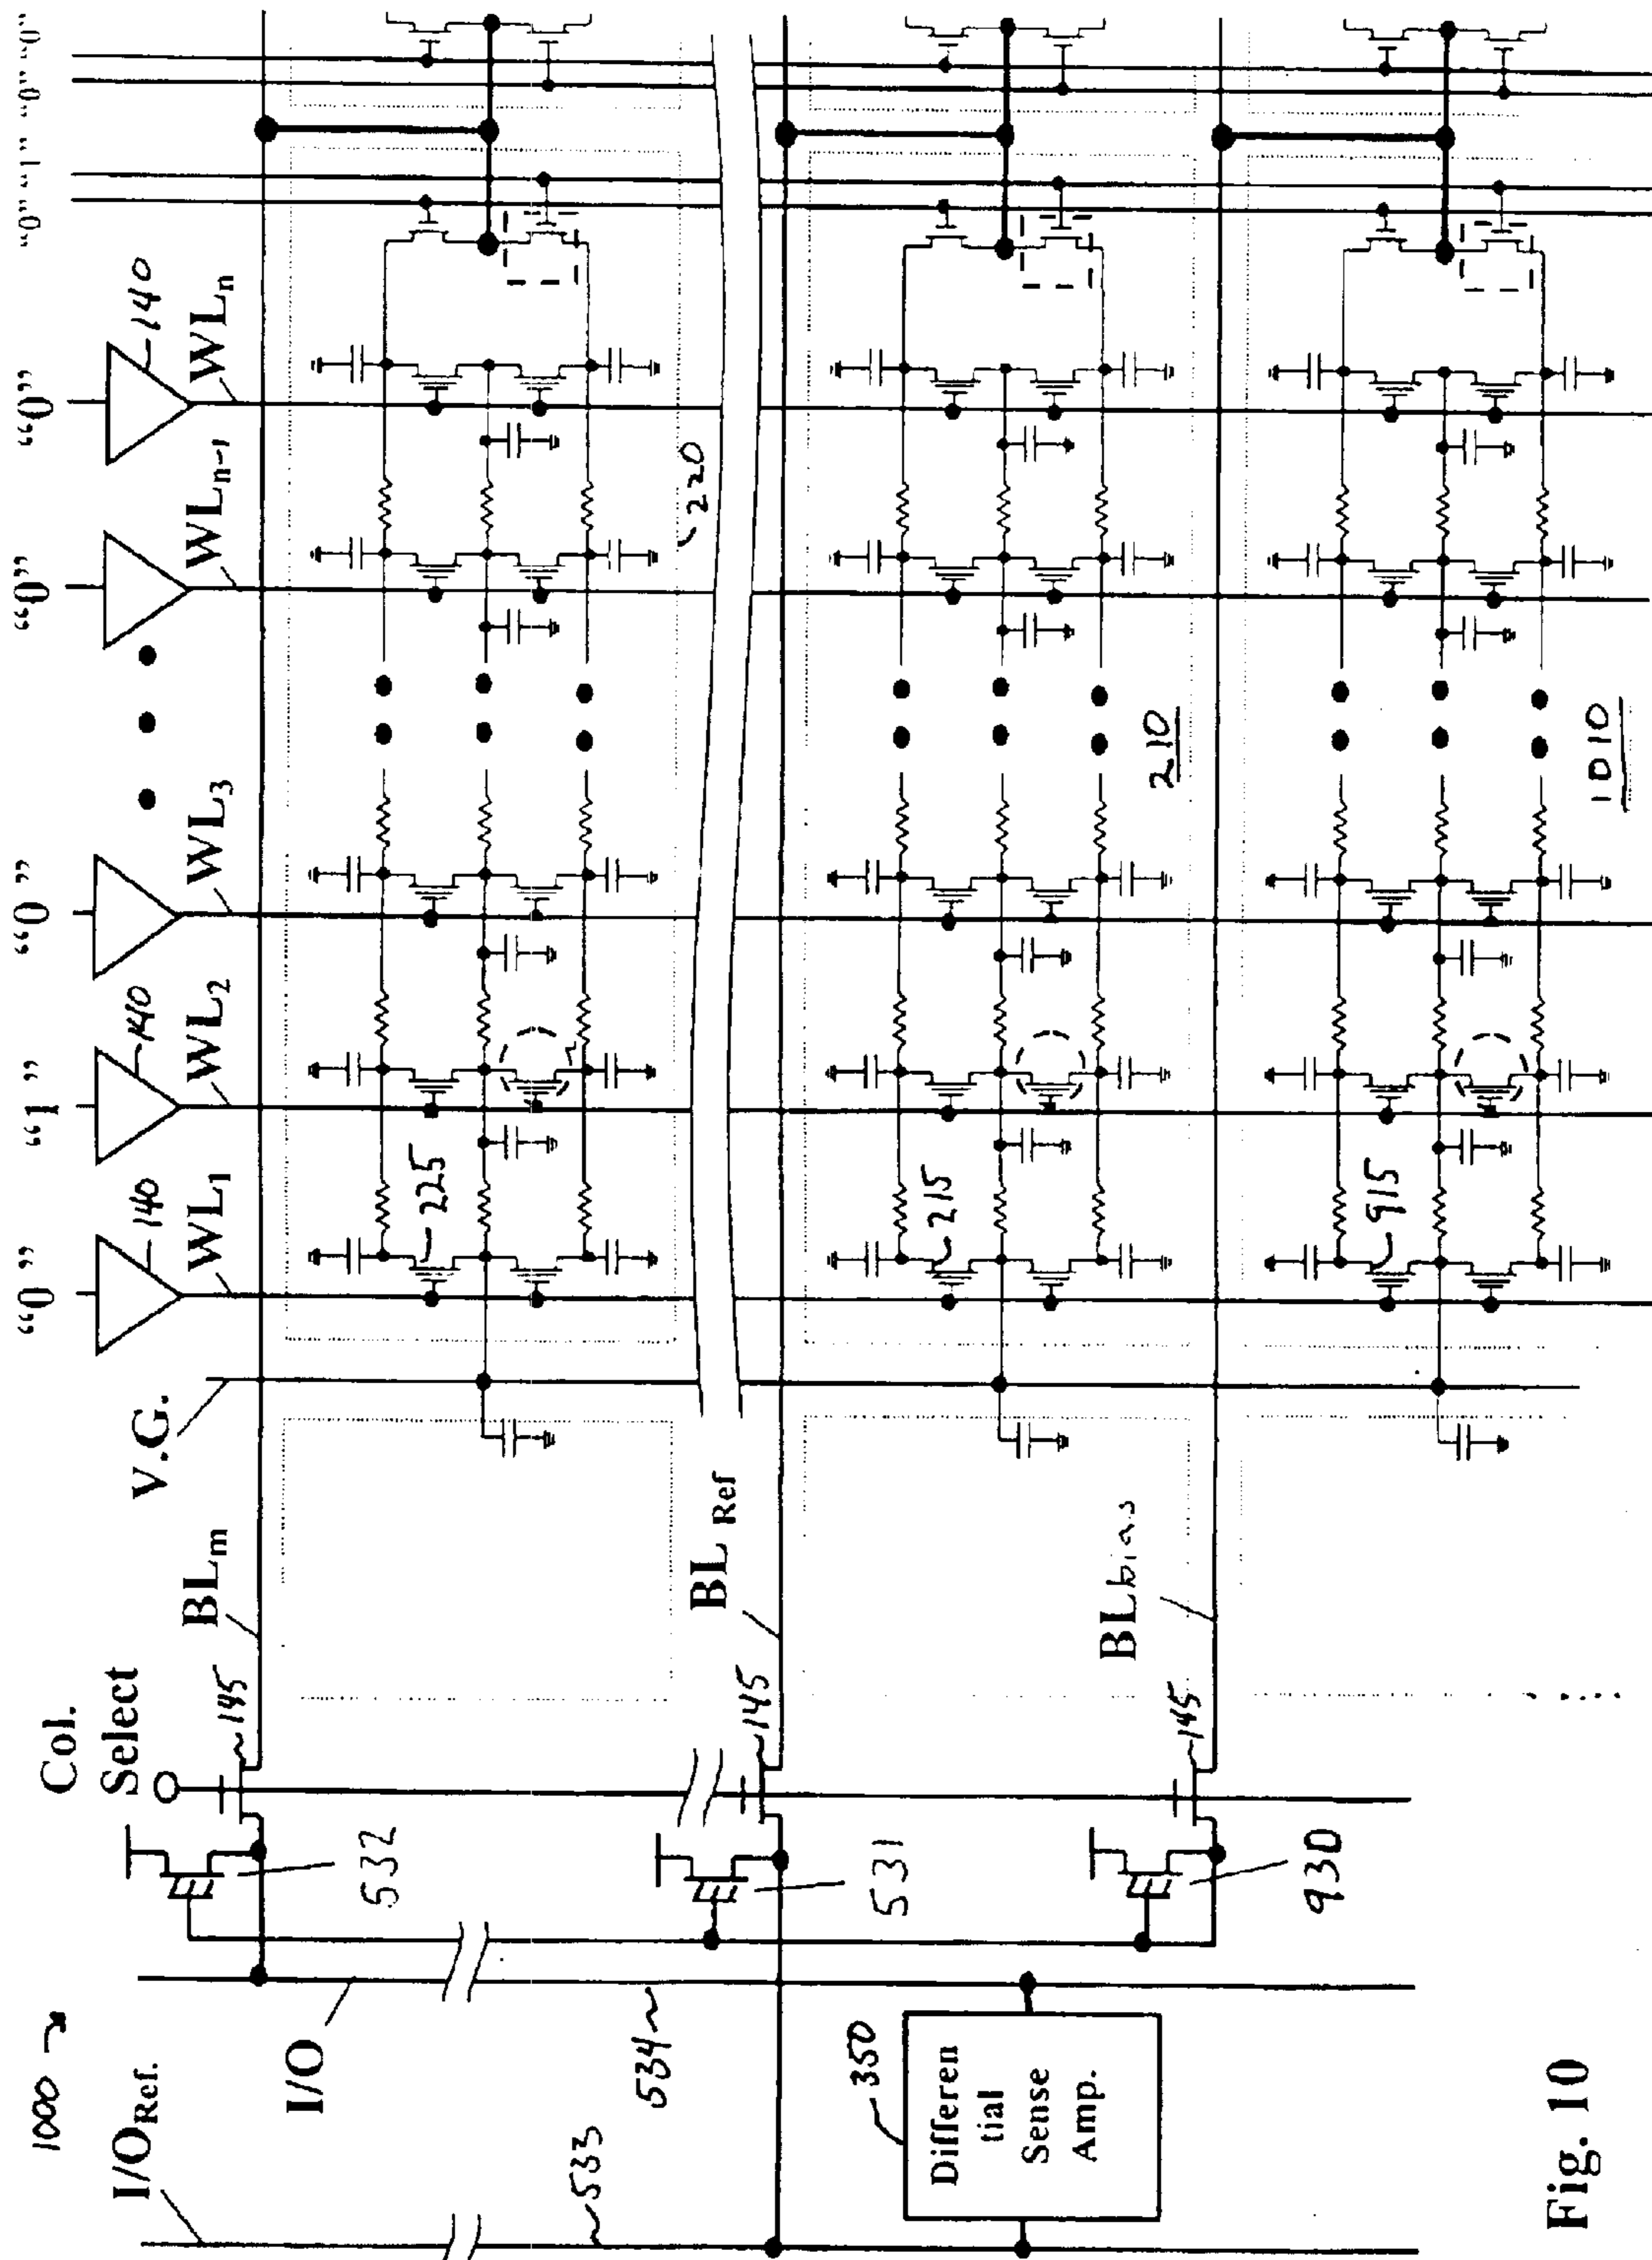 "0" "1" "0" "0"
"0" "1" "0" "0" "0"
140 140 140
WL1 WL2 WL3 WLn-1 WLn
V.G.
Col.
Select
BLm
145
225
220
532
BL Ref
145
215
210
531
BLbias
145
915
1010
930
1000
I/ORef.
I/O
533
534
350
Differen
tial
Sense
Amp.
Fig. 10